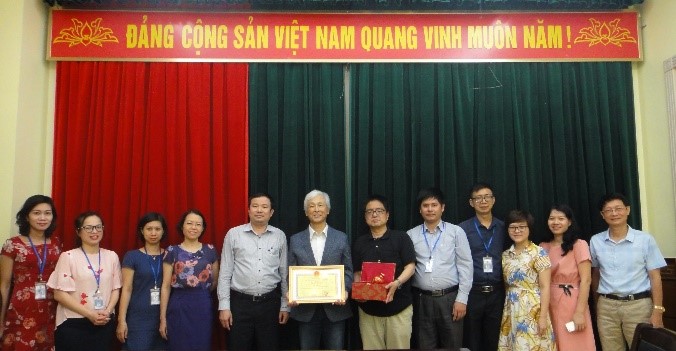 ĐẢNG CỘNG SẢN VIỆT NAM QUANG VINH MUÔN NĂM!